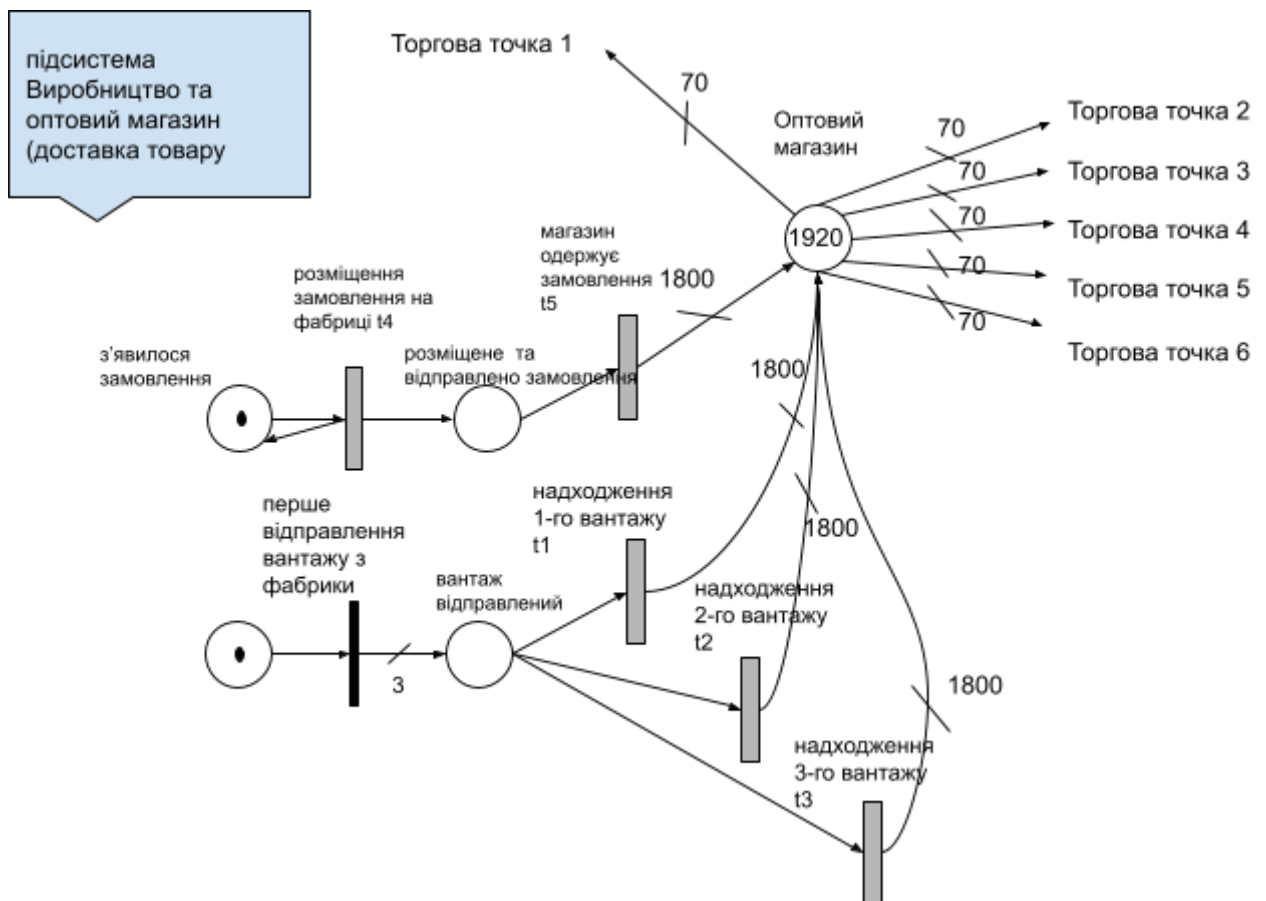 підсистема
Виробництво та
оптовий магазин
(доставка товару
Торгова точка 1
70
Оптовий
магазин
1920
70
Торгова точка 2
70
Торгова точка 3
70
Торгова точка 4
70
Торгова точка 5
70
Торгова точка 6
магазин
одержує
замовлення
t5
1800
розміщення
замовлення на
фабриці t4
з'явилося
замовлення
розміщене та
відправлено замовлення
1800
перше
відправлення
вантажу з
фабрики
надходження
1-го вантажу
t1
1800
вантаж
відправлений
3
надходження
2-го вантажу
t2
1800
надходження
3-го вантажу
t3